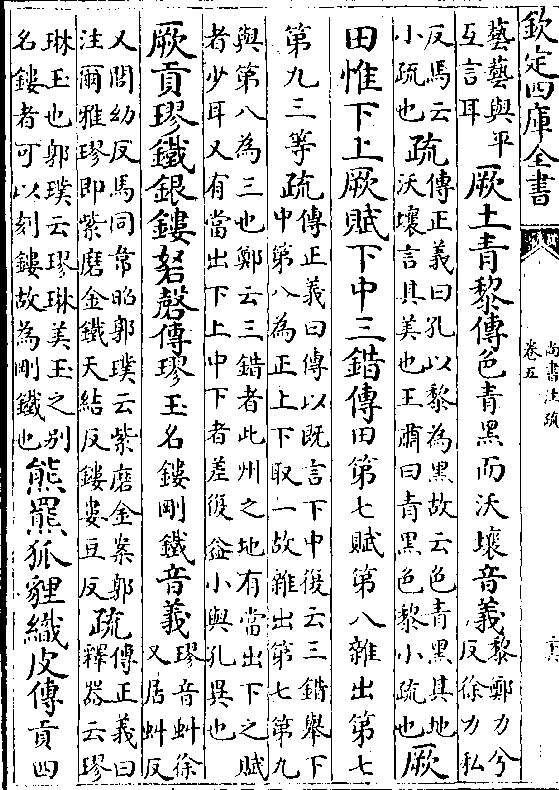 欽定四庫全書
尚書注疏
卷五
藝藝與平
互言耳
厥土青黎傳色青黑而沃壤音義
黎鄭力兮
反徐力私
反馬云
小疏也
疏
傳正義曰孔以黎為黑故云色青黑其地
沃壤言其美也王肅曰青黑色黎小疏也
厥
田惟下上厥賦下中三錯傳田第七賦第八雜出第七
第九三等疏
傳正義曰傳以既言下中復云三錯舉下
中第八為正上下取一故雜出第七第九
與第八為三也鄭云三錯者此州之地有當出下之賦
者少耳又有當出下上中下者差復益小與孔異也
厥貢璆鐵銀鏤砮磬傳璆玉名鏤剛鐵音義
璆音虯徐
又居虯反
又閭幼反馬同韋昭郭璞云紫磨金案郭
注爾雅璆即紫磨金鐵天結反鏤婁豆反
疏
傳正義曰
釋器云璆
琳玉也郭璞云璆琳美玉之別
名鏤者可以刻鏤故為剛鐵也
熊羆狐貍織皮傳貢四